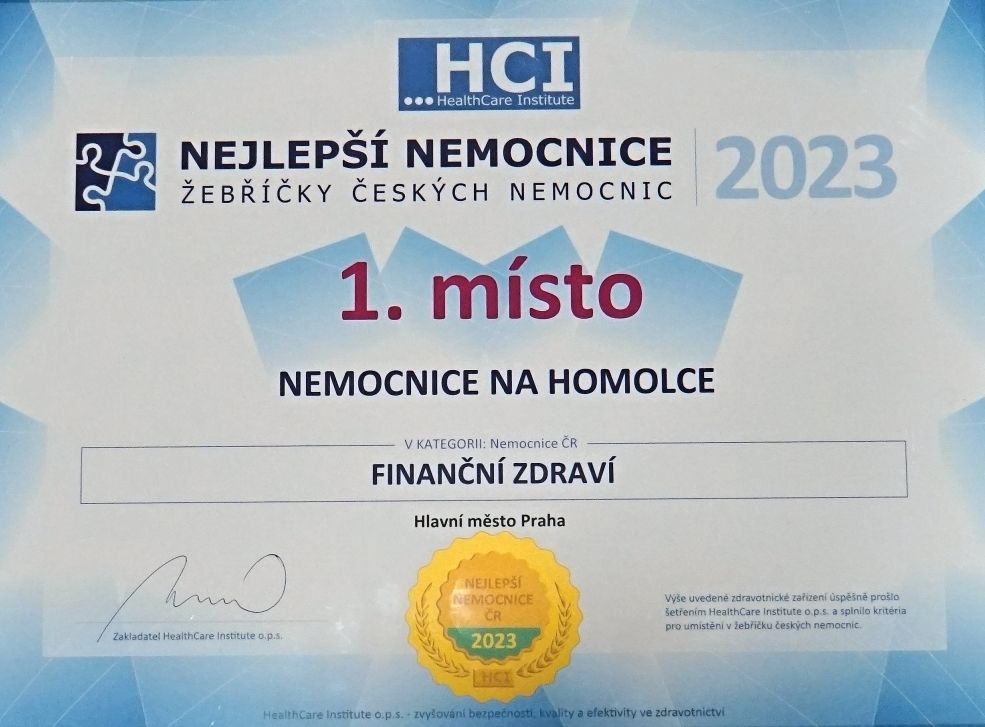 HCI
HealthCare Institute
NEJLEPŠÍ NEMOCNICE
ŽEBŘÍČKY ČESKÝCH NEMOCNIC
2023
1. místo
NEMOCNICE NA HOMOLCE
V KATEGORII: Nemocnice ČR
FINANČNÍ ZDRAVÍ
Hlavní město Praha
NEJLEPŠÍ
NEMOCNICE
ČR
2023
HCI
Zakladatel HealthCare Institute o.p.s.
Výše uvedené zdravotnické zařízení úspěšně prošlo
šetřením HealthCare Institute o.p.s. a splnilo kritéria
pro umístění v žebříčku českých nemocnic.
HealthCare Institute o.p.s. - zvyšování bezpečnosti, kvality a efektivity ve zdravotnictví